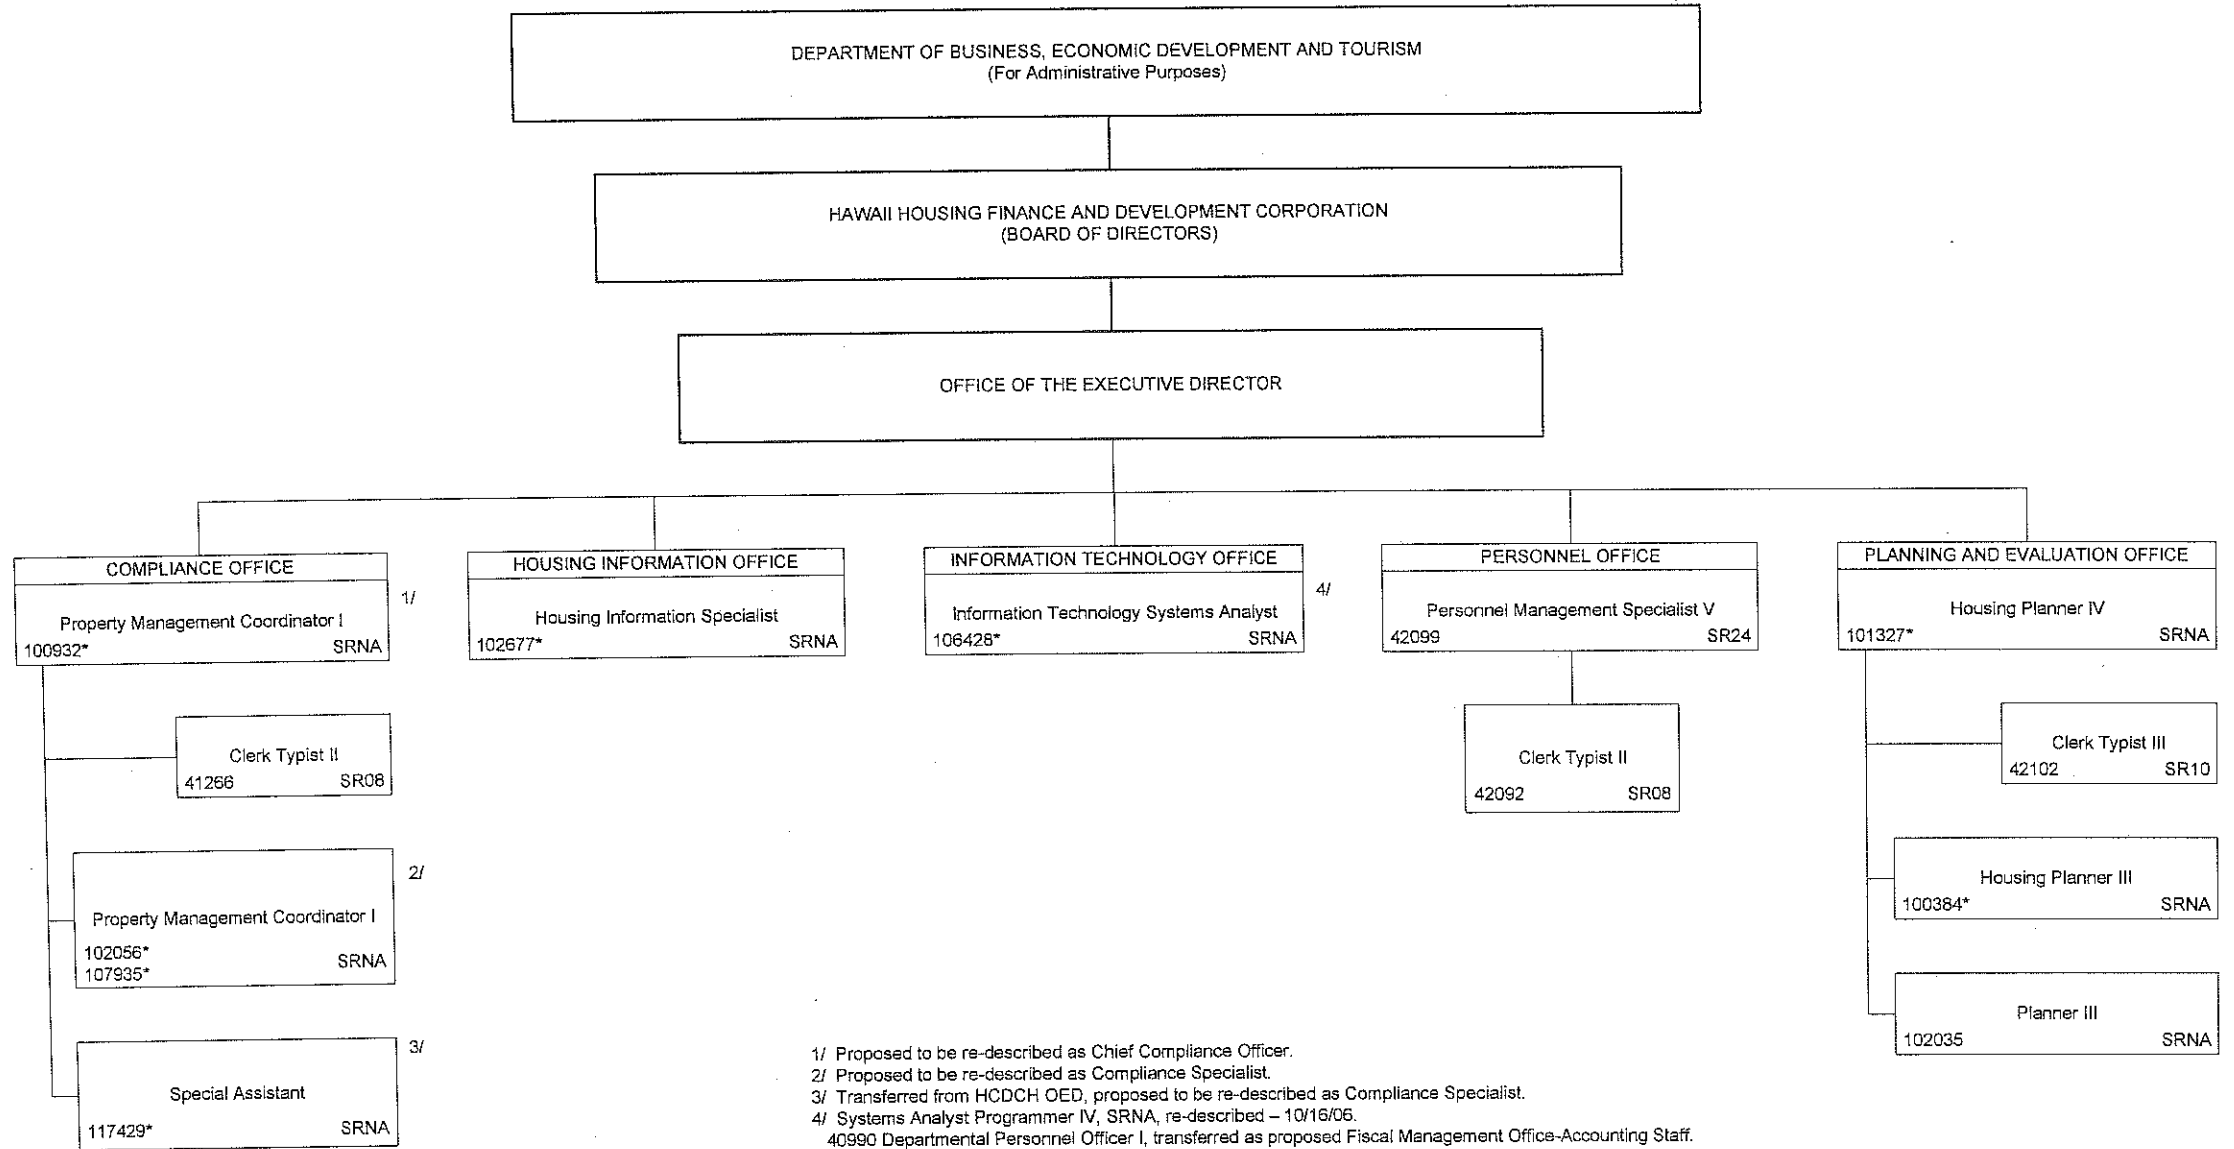 DEPARTMENT OF BUSINESS, ECONOMIC DEVELOPMENT AND TOURISM
(For Administrative Purposes)
HAWAII HOUSING FINANCE AND DEVELOPMENT CORPORATION
(BOARD OF DIRECTORS)
OFFICE OF THE EXECUTIVE DIRECTOR
COMPLIANCE OFFICE
1/
Property Management Coordinator I
100932* SRNA
Clerk Typist II
41266 SR08
2/
Property Management Coordinator I
102056*
107935* SRNA
3/
Special Assistant
117429* SRNA
HOUSING INFORMATION OFFICE
Housing Information Specialist
102677* SRNA
INFORMATION TECHNOLOGY OFFICE
4/
Information Technology Systems Analyst
106428* SRNA
PERSONNEL OFFICE
Personnel Management Specialist V
42099 SR24
Clerk Typist II
42092 SR08
PLANNING AND EVALUATION OFFICE
Housing Planner IV
101327* SRNA
Clerk Typist III
42102 SR10
Housing Planner III
100384* SRNA
Planner III
102035 SRNA
1/ Proposed to be re-described as Chief Compliance Officer.
2/ Proposed to be re-described as Compliance Specialist.
3/ Transferred from HCDCH OED, proposed to be re-described as Compliance Specialist.
4/ Systems Analyst Programmer IV, SRNA, re-described – 10/16/06.
40990 Departmental Personnel Officer I, transferred as proposed Fiscal Management Office-Accounting Staff.